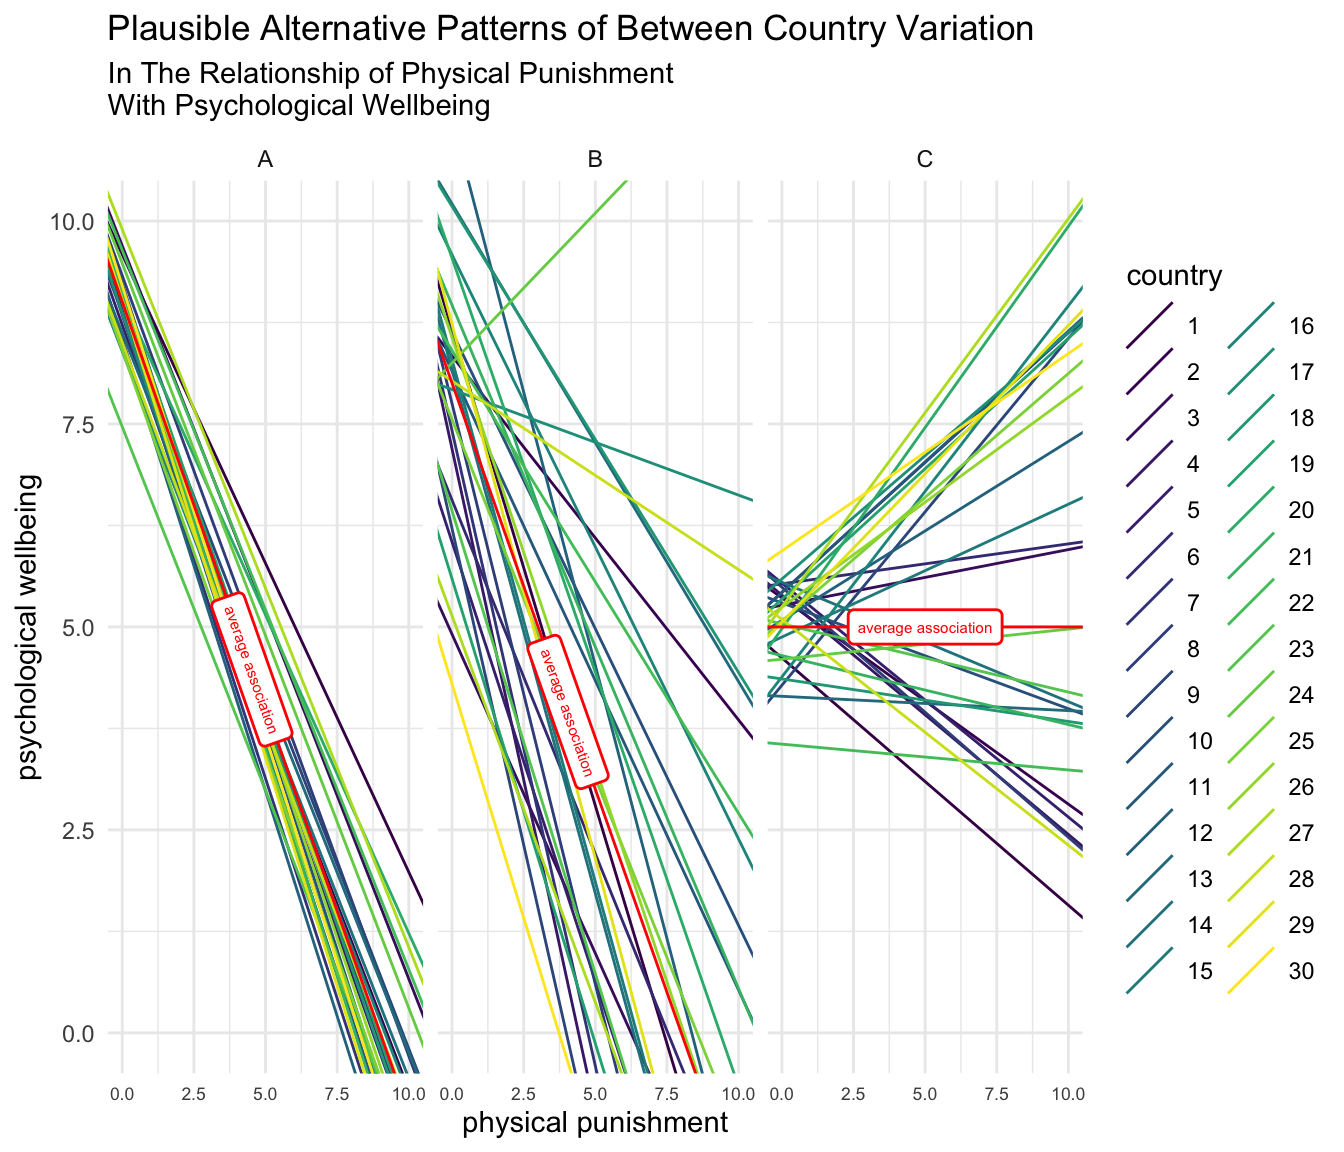 Plausible Alternative Patterns of Between Country Variation
In The Relationship of Physical Punishment
With Psychological Wellbeing
A B C
psychological wellbeing
10.0
7.5
5.0
2.5
0.0
average association
average association
average association
0.0 2.5 5.0 7.5 10.0 0.0 2.5 5.0 7.5 10.0 0.0 2.5 5.0 7.5 10.0
physical punishment
country
1 16
2 17
3 18
4 19
5 20
6 21
7 22
8 23
9 24
10 25
11 26
12 27
13 28
14 29
15 30